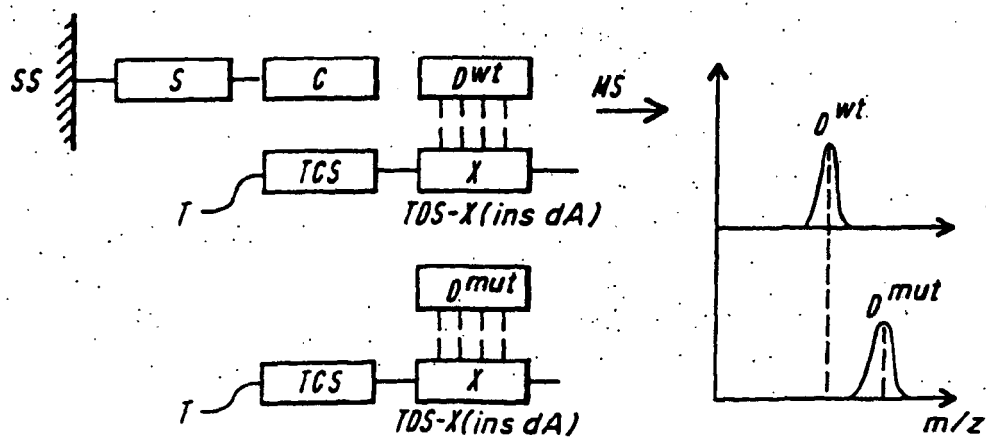 SS
S
C
D wt
MS
TCS
X
T
TDS-X(ins dA)
D mut
TCS
X
T
TDS-X(ins dA)
D wt
D mut
m/z